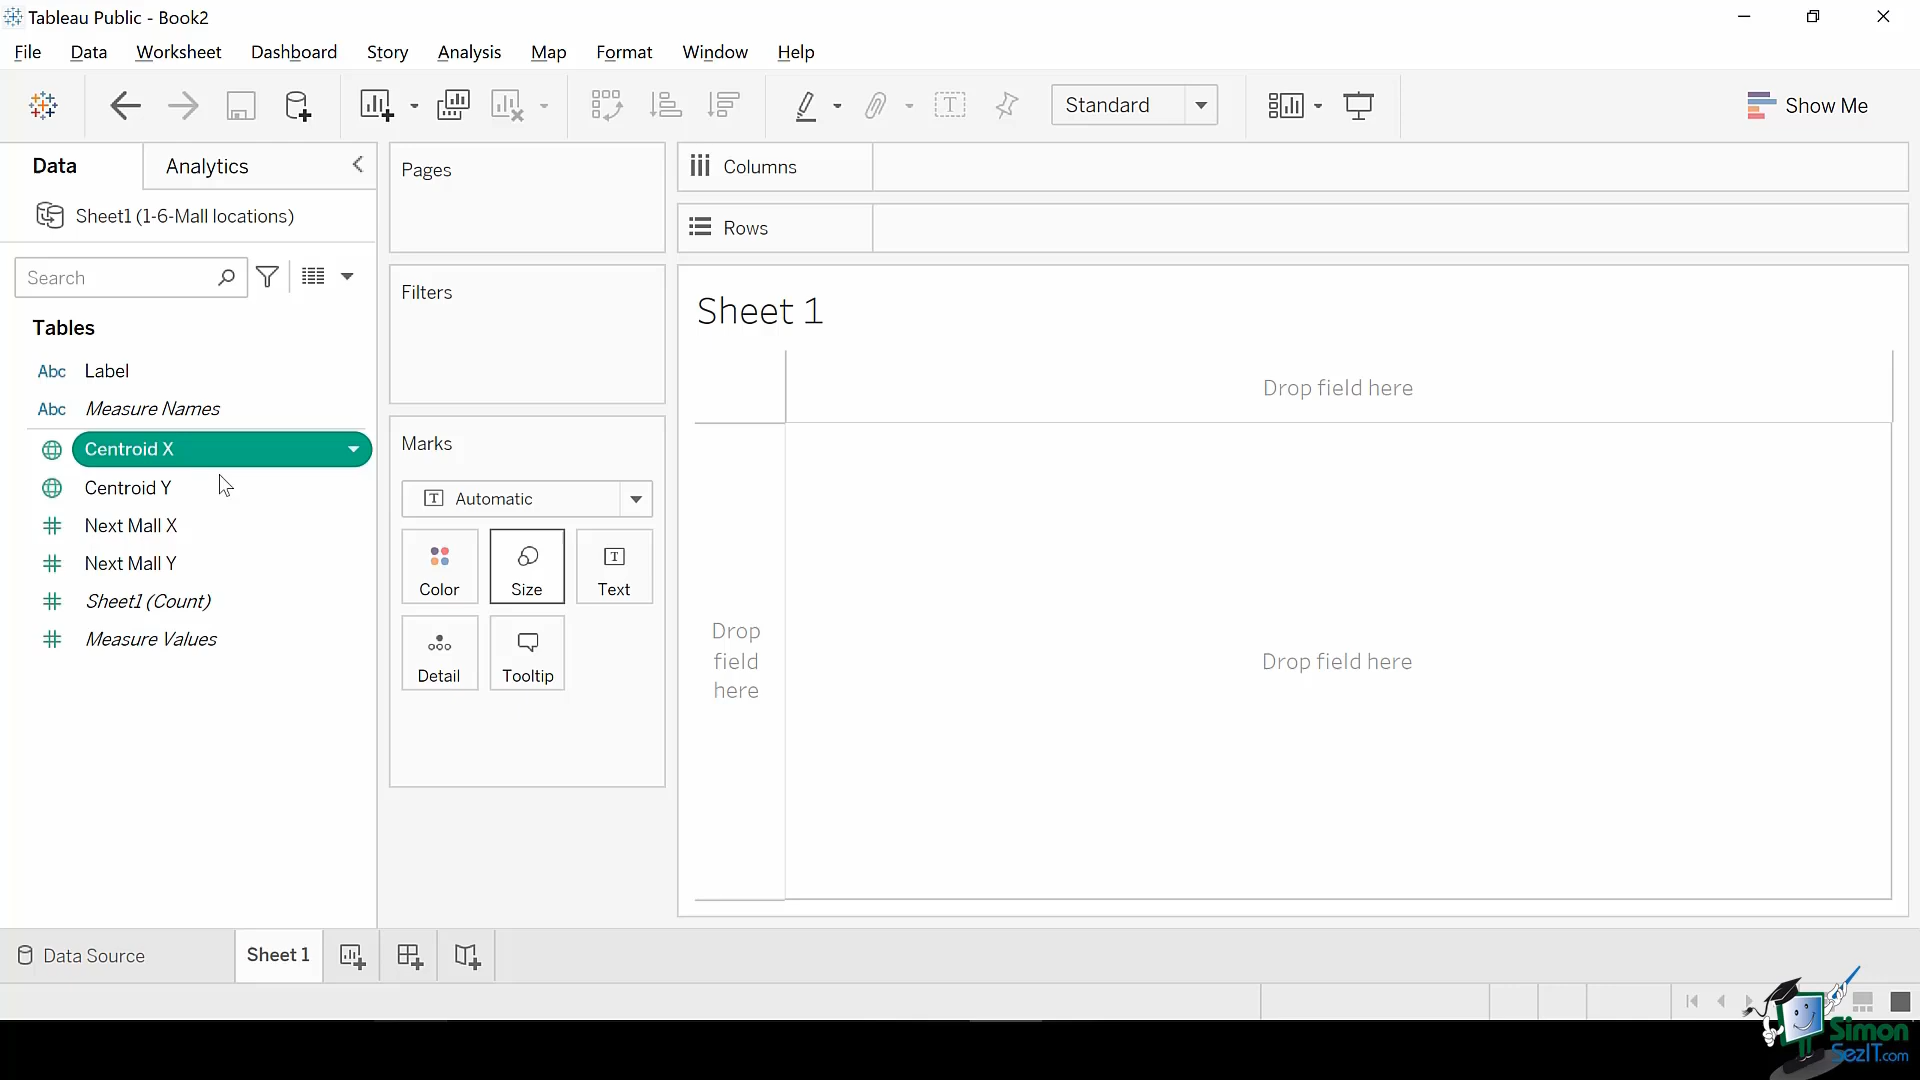 Tableau Public - Book2
File Data Worksheet Dashboard Story Analysis Map Format Window Help
Standard
Show Me
Data Analytics
Sheet1 (1-6-Mall locations)
Search
Tables
Abc Label
Abc Measure Names
Centroid X
Centroid Y
Next Mall X
Next Mall Y
Sheet1 (Count)
Measure Values
Pages
Filters
Marks
T Automatic
Color Size T Text
Detail Tooltip
Columns
Rows
Sheet 1
Drop field here
Drop
field
here
Drop field here
Data Source Sheet 1
Simon
SezIT.com